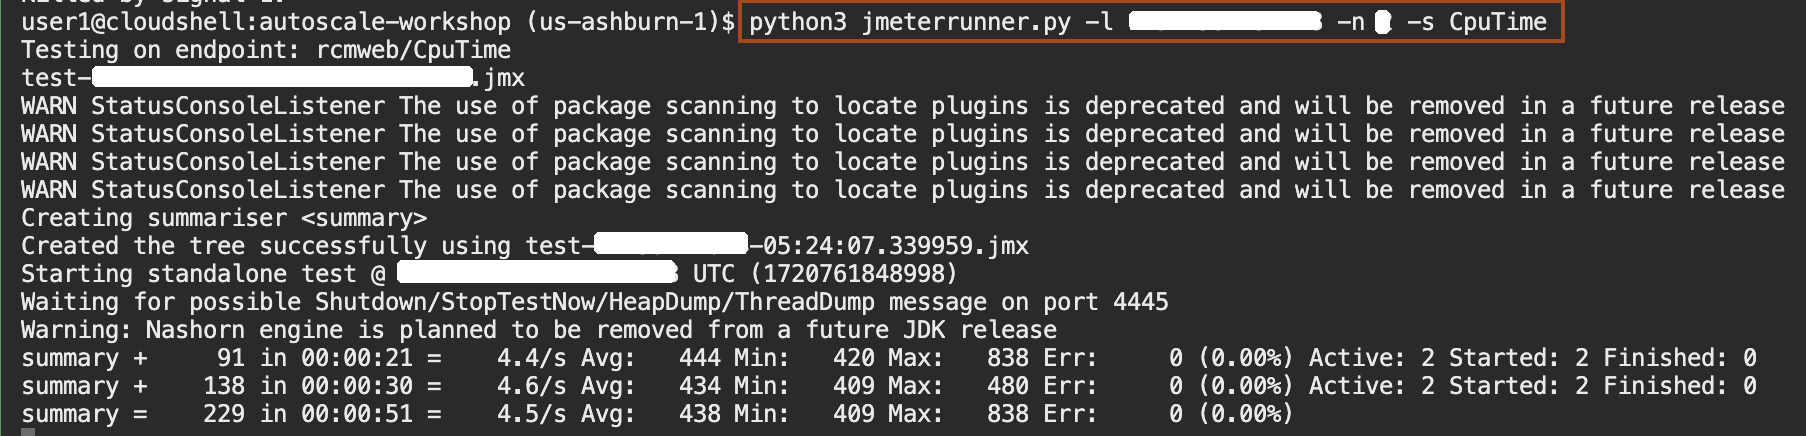 user1@cloudshell:autoscale-workshop (us-ashburn-1)$ python3 jmeterrunner.py -l -n -s CpuTime
Testing on endpoint: rcmweb/CpuTime
test- .jmx
WARN StatusConsoleListener The use of package scanning to locate plugins is deprecated and will be removed in a future release
WARN StatusConsoleListener The use of package scanning to locate plugins is deprecated and will be removed in a future release
WARN StatusConsoleListener The use of package scanning to locate plugins is deprecated and will be removed in a future release
WARN StatusConsoleListener The use of package scanning to locate plugins is deprecated and will be removed in a future release
Creating summariser <summary>
Created the tree successfully using test- -05:24:07.339959.jmx
Starting standalone test @ UTC (1720761848998)
Waiting for possible Shutdown/StopTestNow/HeapDump/ThreadDump message on port 4445
Warning: Nashorn engine is planned to be removed from a future JDK release
summary +     91 in 00:00:21 =    4.4/s Avg:   444 Min:   420 Max:   838 Err:     0 (0.00%) Active: 2 Started: 2 Finished: 0
summary +    138 in 00:00:30 =    4.6/s Avg:   434 Min:   409 Max:   480 Err:     0 (0.00%) Active: 2 Started: 2 Finished: 0
summary =    229 in 00:00:51 =    4.5/s Avg:   438 Min:   409 Max:   838 Err:     0 (0.00%)